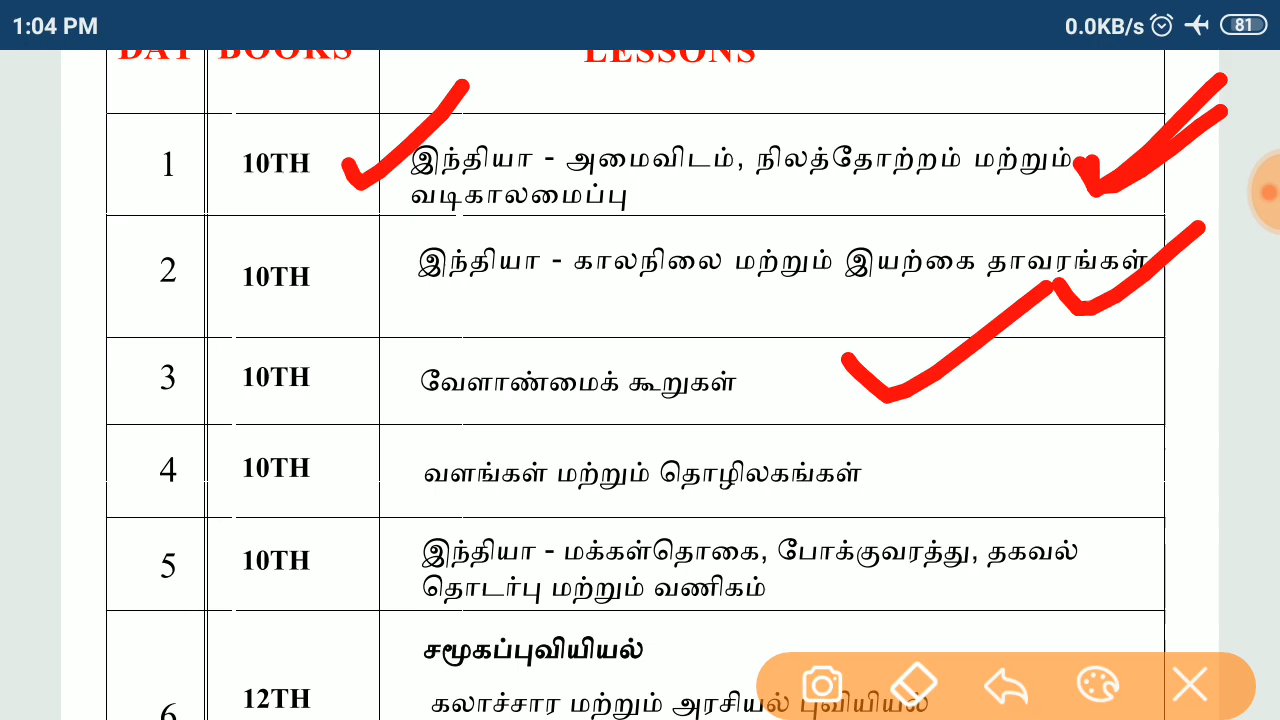 1:04 PM 0.0KB/s 81
DAY BOOKS LESSONS
1 10TH இந்தியா - அமைவிடம், நிலத்தோற்றம் மற்றும்
வடிகாலமைப்பு
2 10TH இந்தியா - காலநிலை மற்றும் இயற்கை தாவரங்கள்
3 10TH வேளாண்மைக் கூறுகள்
4 10TH வளங்கள் மற்றும் தொழிலகங்கள்
5 10TH இந்தியா - மக்கள்தொகை, போக்குவரத்து, தகவல்
தொடர்பு மற்றும் வணிகம்
சமூகப்புவியியல்
6 12TH கலாச்சார மற்றும் அரசியல் புவியியல்